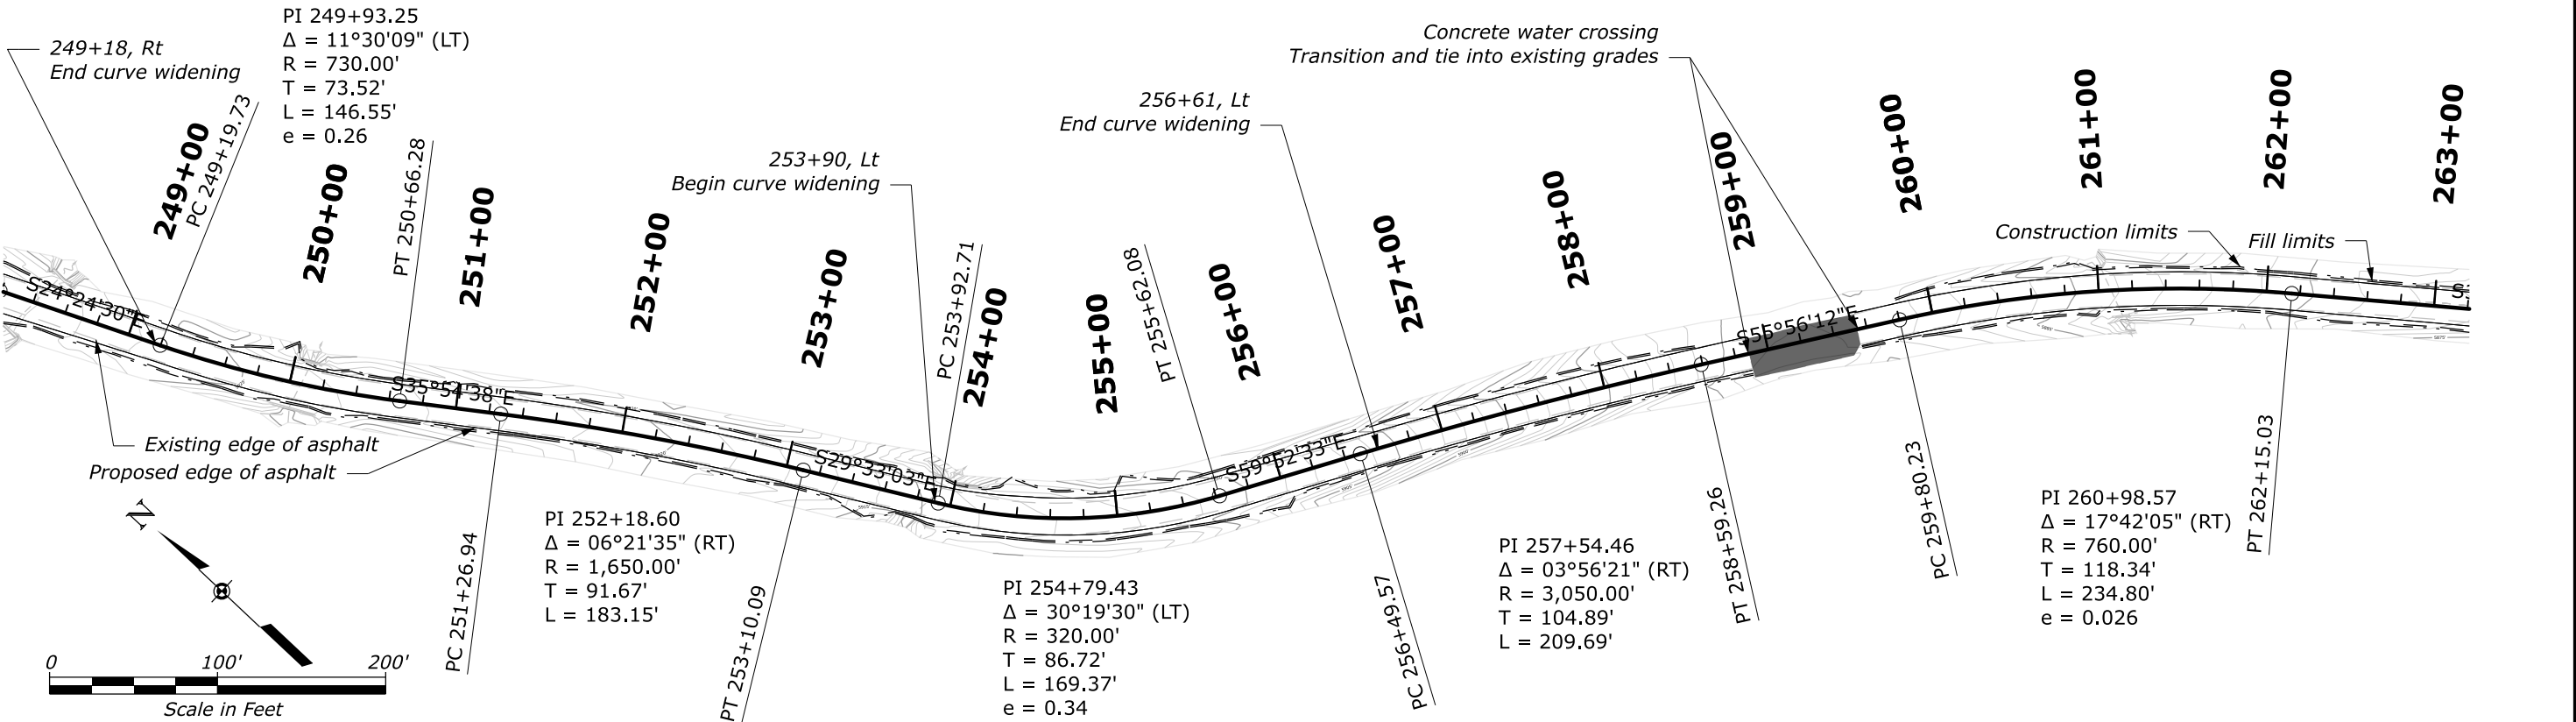 PI 249+93.25
Δ = 11°30'09" (LT)
R = 730.00'
T = 73.52'
L = 146.55'
e = 0.26
249+18, Rt
End curve widening
Concrete water crossing
Transition and tie into existing grades
256+61, Lt
End curve widening
253+90, Lt
Begin curve widening
249+00
PC 249+19.73
250+00
PT 250+66.28
251+00
252+00
253+00
PC 253+92.71
254+00
255+00
PT 255+62.08
256+00
257+00
258+00
259+00
260+00
261+00
262+00
263+00
Construction limits
Fill limits
S24°24'30"E
S35°54'38"E
S29°33'03"E
S59°52'33"E
S55°56'12"E
Existing edge of asphalt
Proposed edge of asphalt
N
0 100' 200'
Scale in Feet
PC 251+26.94
PI 252+18.60
Δ = 06°21'35" (RT)
R = 1,650.00'
T = 91.67'
L = 183.15'
PT 253+10.09
PI 254+79.43
Δ = 30°19'30" (LT)
R = 320.00'
T = 86.72'
L = 169.37'
e = 0.34
PC 256+49.57
PI 257+54.46
Δ = 03°56'21" (RT)
R = 3,050.00'
T = 104.89'
L = 209.69'
PT 258+59.26
PC 259+80.23
PI 260+98.57
Δ = 17°42'05" (RT)
R = 760.00'
T = 118.34'
L = 234.80'
e = 0.026
PT 262+15.03